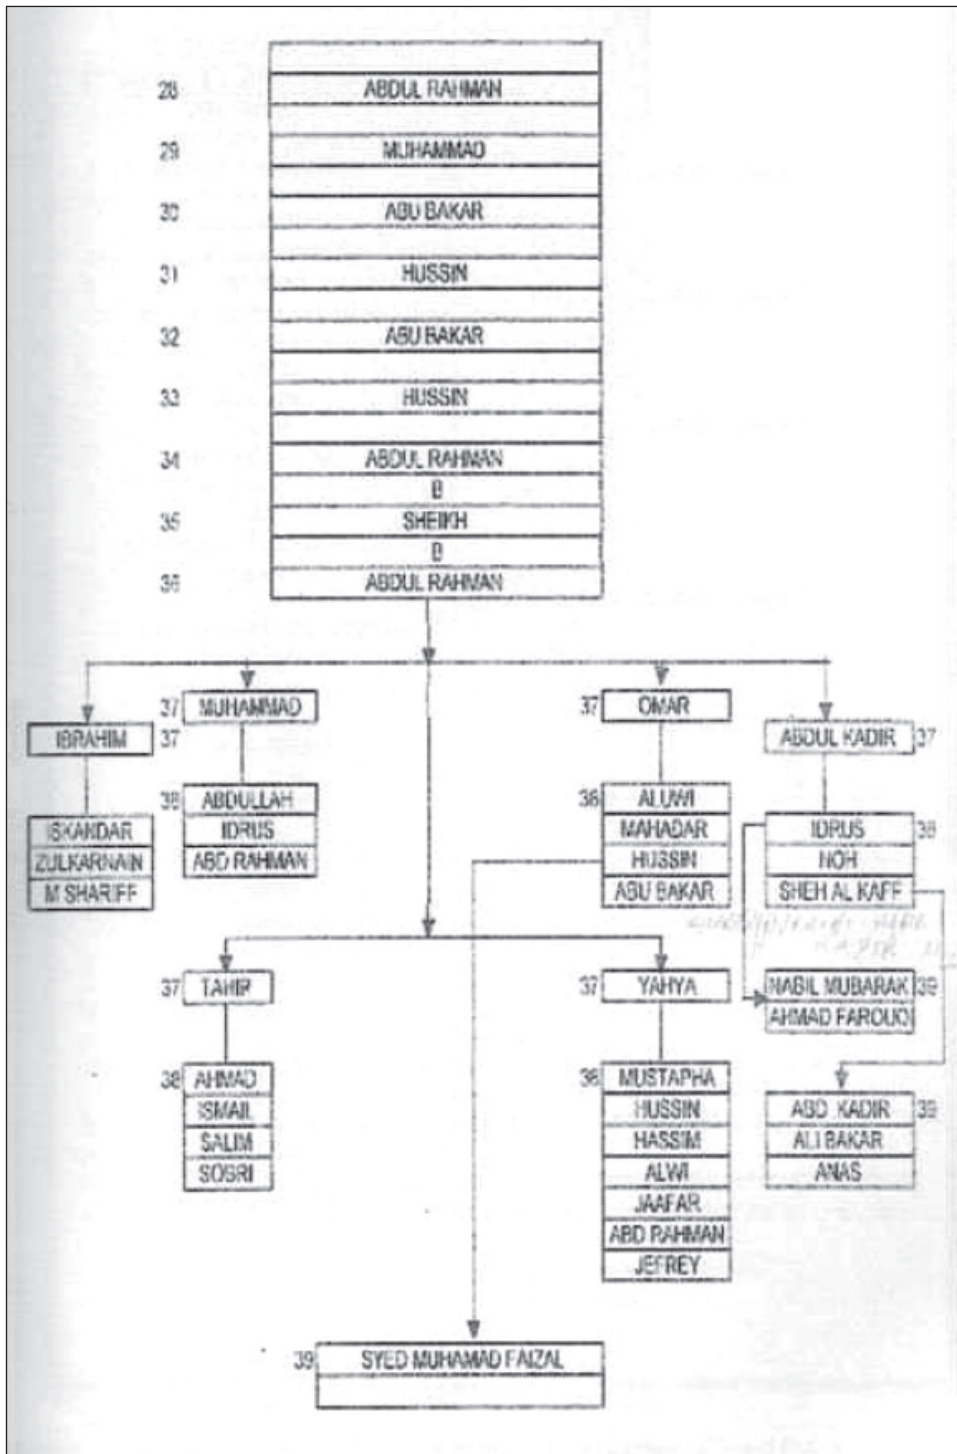 28 ABDUL RAHMAN
29 MUHAMMAD
30 ABU BAKAR
31 HUSSIN
32 ABU BAKAR
33 HUSSIN
34 ABDUL RAHMAN
B
35 SHEIKH
B
36 ABDUL RAHMAN
37 MUHAMMAD
37 OMAR
IBRAHIM 37
ABDUL KADIR 37
38 ABDULLAH
IDRUS
ABD RAHMAN
38 ALUWI
MAHADAR
HUSSIN
ABU BAKAR
ISKANDAR
ZULKARNAIN
M SHARIFF
IDRUS 38
NOH
SHEH AL KAFF
37 TAHIR
37 YAHYA
NABIL MUBARAK 39
AHMAD FAROUQ
38 AHMAD
ISMAIL
SALIM
SOBRI
38 MUSTAPHA
HUSSIN
HASSIM
ALWI
JAAFAR
ABD RAHMAN
JEFREY
ABD. KADIR 39
ALI BAKAR
ANAS
39 SYED MUHAMAD FAIZAL